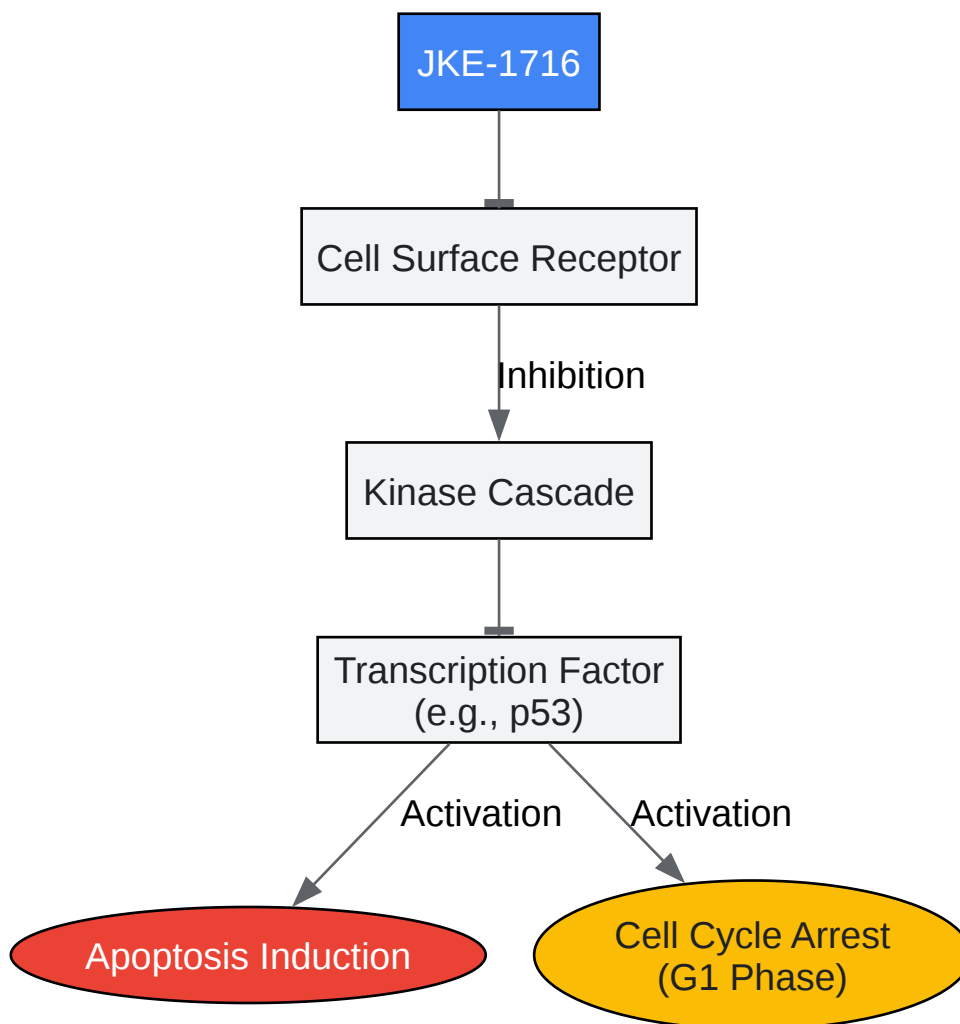 JKE-1716
Cell Surface Receptor
Inhibition
Kinase Cascade
Transcription Factor
(e.g., p53)
Activation
Activation
Apoptosis Induction
Cell Cycle Arrest
(G1 Phase)